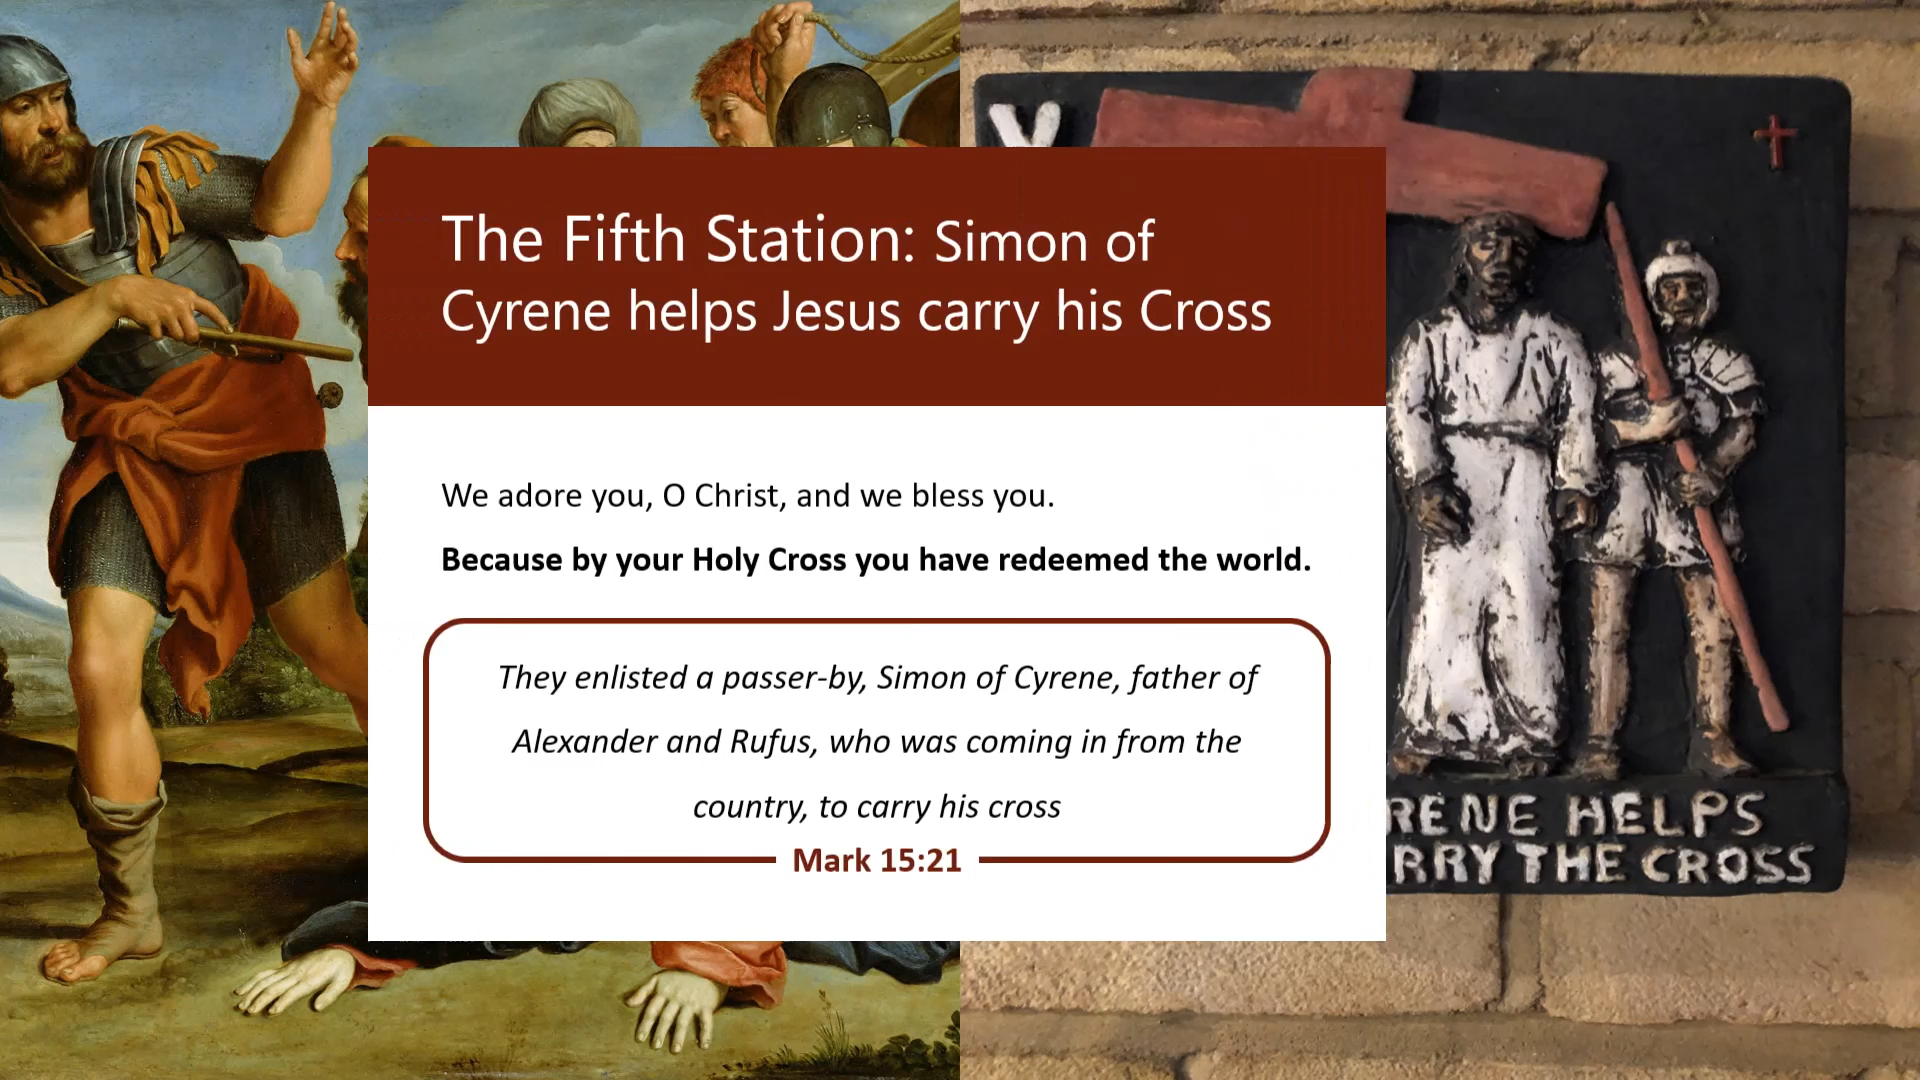 V
The Fifth Station: Simon of
Cyrene helps Jesus carry his Cross
We adore you, O Christ, and we bless you.
Because by your Holy Cross you have redeemed the world.
They enlisted a passer-by, Simon of Cyrene, father of
Alexander and Rufus, who was coming in from the
country, to carry his cross
Mark 15:21
RENE HELPS
RRY THE CROSS